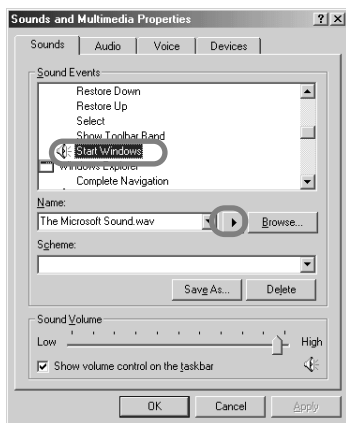 Sounds and Multimedia Properties
Sounds Audio Voice Devices
Sound Events
Restore Down
Restore Up
Select
Show Toolbar Band
Start Windows
Windows Explorer
Complete Navigation
Name:
The Microsoft Sound.wav Browse...
Scheme:
Save As... Delete
Sound Volume
Low High
Show volume control on the taskbar
OK Cancel Apply